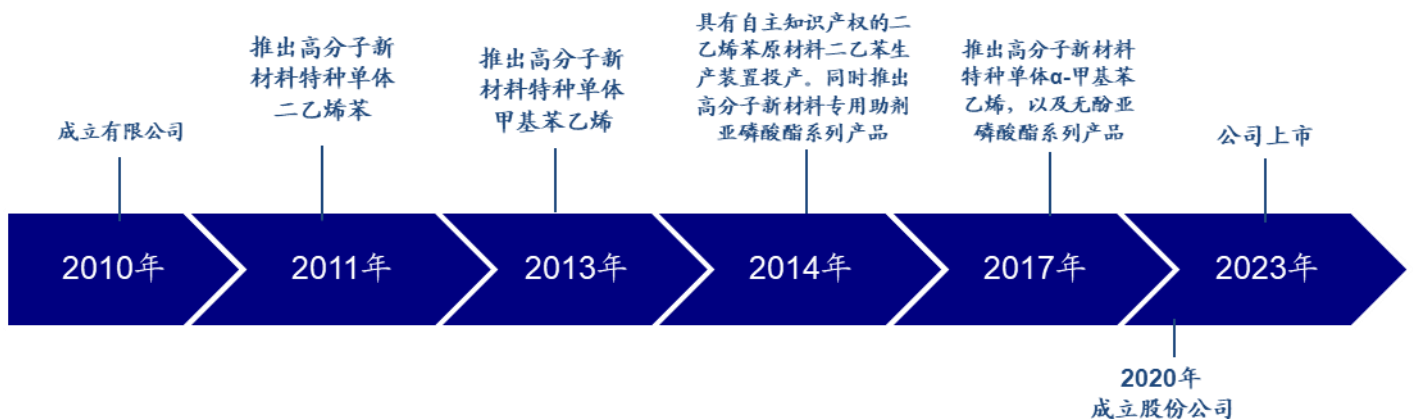 成立有限公司
推出高分子新
材料特种单体
二乙烯苯
推出高分子新
材料特种单体
甲基苯乙烯
具有自主知识产权的二
乙烯苯原材料二乙苯生
产装置投产。同时推出
高分子新材料专用助剂
亚磷酸酯系列产品
推出高分子新材料
特种单体α-甲基苯
乙烯，以及无酚亚
磷酸酯系列产品
公司上市
2010年
2011年
2013年
2014年
2017年
2023年
2020年
成立股份公司